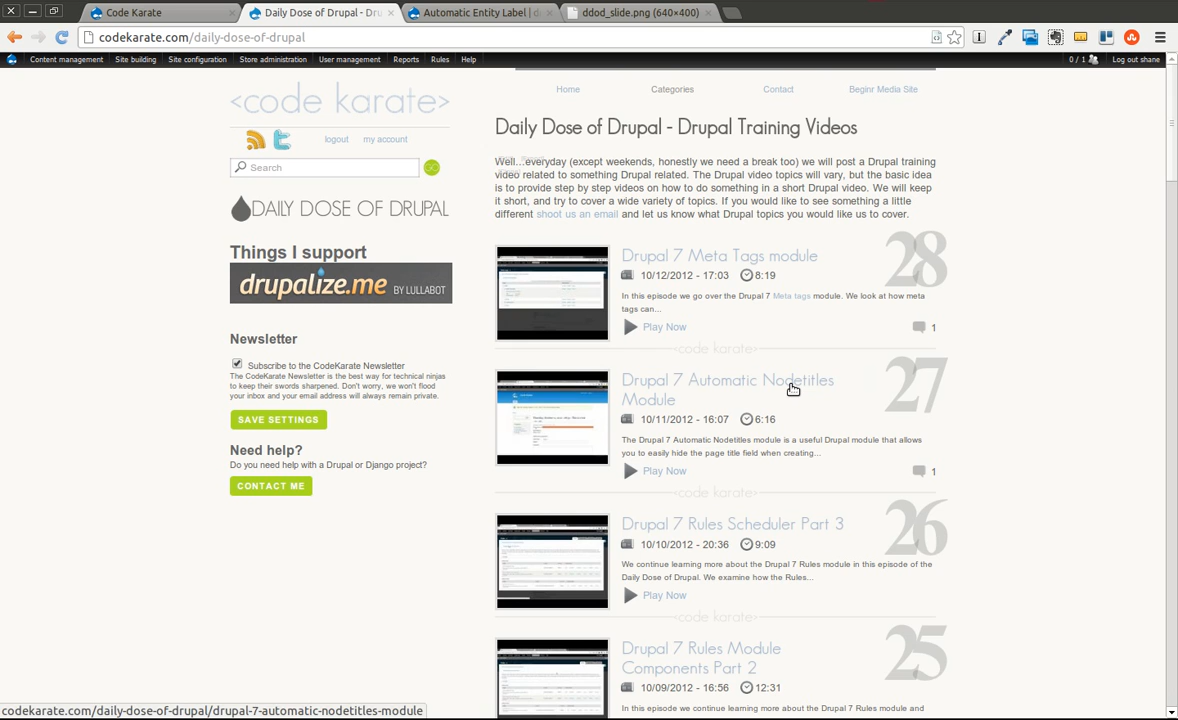 Code Karate
Daily Dose of Drupal - Dru
Automatic Entity Label | d
ddod_slide.png (640×400)
codekarate.com/daily-dose-of-drupal
Content management Site building Site configuration Store administration User management Reports Rules Help
0 / 1 Log out shane
<code karate>
Home Categories Contact Beginr Media Site
logout my account
Search
GO
DAILY DOSE OF DRUPAL
Things I support
drupalize.me BY LULLABOT
Newsletter
Subscribe to the CodeKarate Newsletter
The CodeKarate Newsletter is the best way for technical ninjas
to keep their swords sharpened. Don't worry, we won't flood
your inbox and your email address will always remain private.
SAVE SETTINGS
Need help?
Do you need help with a Drupal or Django project?
CONTACT ME
Daily Dose of Drupal - Drupal Training Videos
Well...everyday (except weekends, honestly we need a break too) we will post a Drupal training
video related to something Drupal related. The Drupal video topics will vary, but the basic idea
is to provide step by step videos on how to do something in a short Drupal video. We will keep
it short, and try to cover a wide variety of topics. If you would like to see something a little
different shoot us an email and let us know what Drupal topics you would like us to cover.
28
Drupal 7 Meta Tags module
10/12/2012 - 17:03 8:19
In this episode we go over the Drupal 7 Meta tags module. We look at how meta
tags can...
Play Now 1
<code karate>
27
Drupal 7 Automatic Nodetitles
Module
10/11/2012 - 16:07 6:16
The Drupal 7 Automatic Nodetitles module is a useful Drupal module that allows
you to easily hide the page title field when creating...
Play Now 1
<code karate>
26
Drupal 7 Rules Scheduler Part 3
10/10/2012 - 20:36 9:09
We continue learning more about the Drupal 7 Rules module in this episode of the
Daily Dose of Drupal. We examine how the Rules...
Play Now
<code karate>
25
Drupal 7 Rules Module
Components Part 2
10/09/2012 - 16:56 12:31
In this episode we continue learning more about the Drupal 7 Rules module and
codekarate.com/daily-dose-of-drupal/drupal-7-automatic-nodetitles-module